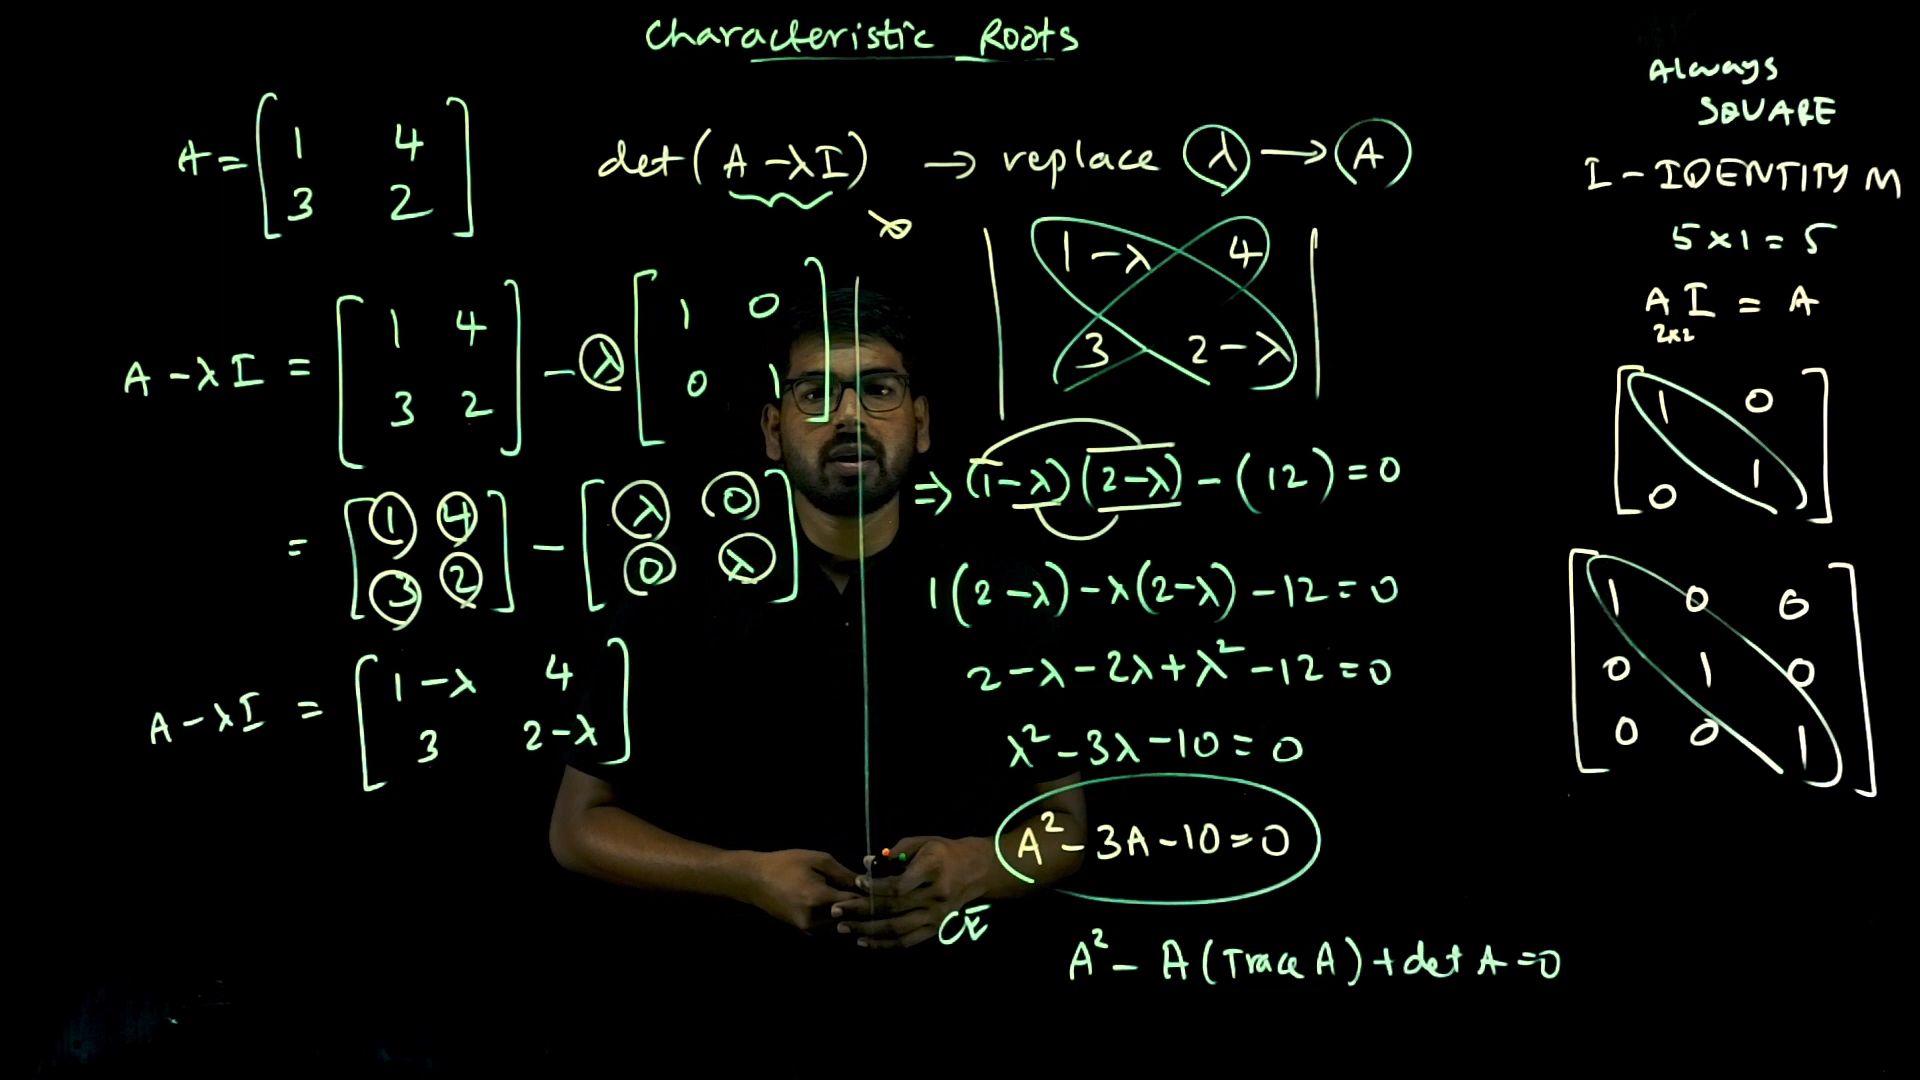 Characteristic Roots
A = [ 1 4
3 2 ]
det ( A - λI ) → replace λ → A
A - λI = [ 1 4
3 2 ] - λ [ 1 0
0 1 ]
= [ 1 4
3 2 ] - [ λ 0
0 λ ]
A - λI = [ 1 - λ 4
3 2 - λ ]
| 1 - λ 4
3 2 - λ |
⇒ (1 - λ) (2 - λ) - (12) = 0
1(2 - λ) - λ(2 - λ) - 12 = 0
2 - λ - 2λ + λ² - 12 = 0
λ² - 3λ - 10 = 0
A² - 3A - 10 = 0
CE
A² - A (Trace A) + det A = 0
Always
SQUARE
I - IDENTITY M
5 × 1 = 5
A I = A
2x2
[ 1 0
0 1 ]
[ 1 0 0
0 1 0
0 0 1 ]